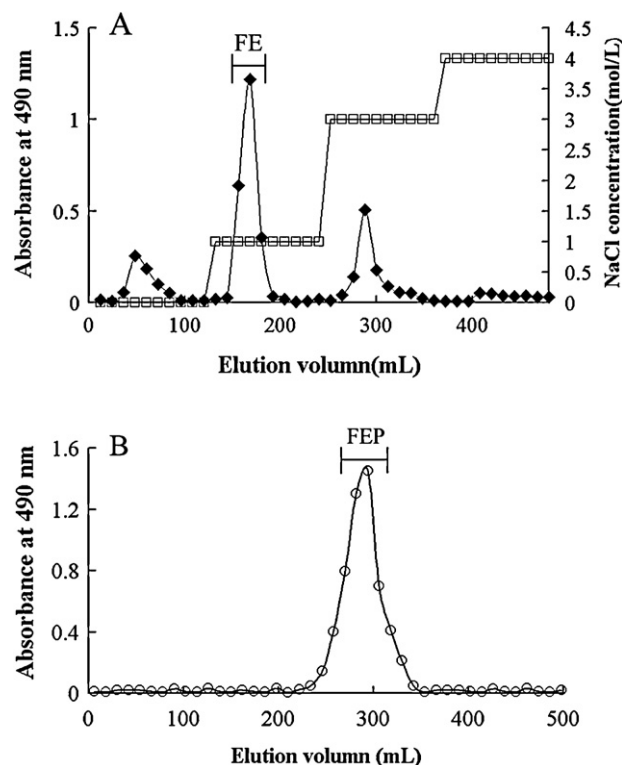 A
FE
1.5
1
0.5
0
Absorbance at 490 nm
4.5
4
3.5
3
2.5
2
1.5
1
0.5
0
NaCl concentration(mol/L)
0 100 200 300 400
Elution volumn(mL)
B
FEP
1.6
1.2
0.8
0.4
0
Absorbance at 490 nm
0 100 200 300 400 500
Elution volumn (mL)